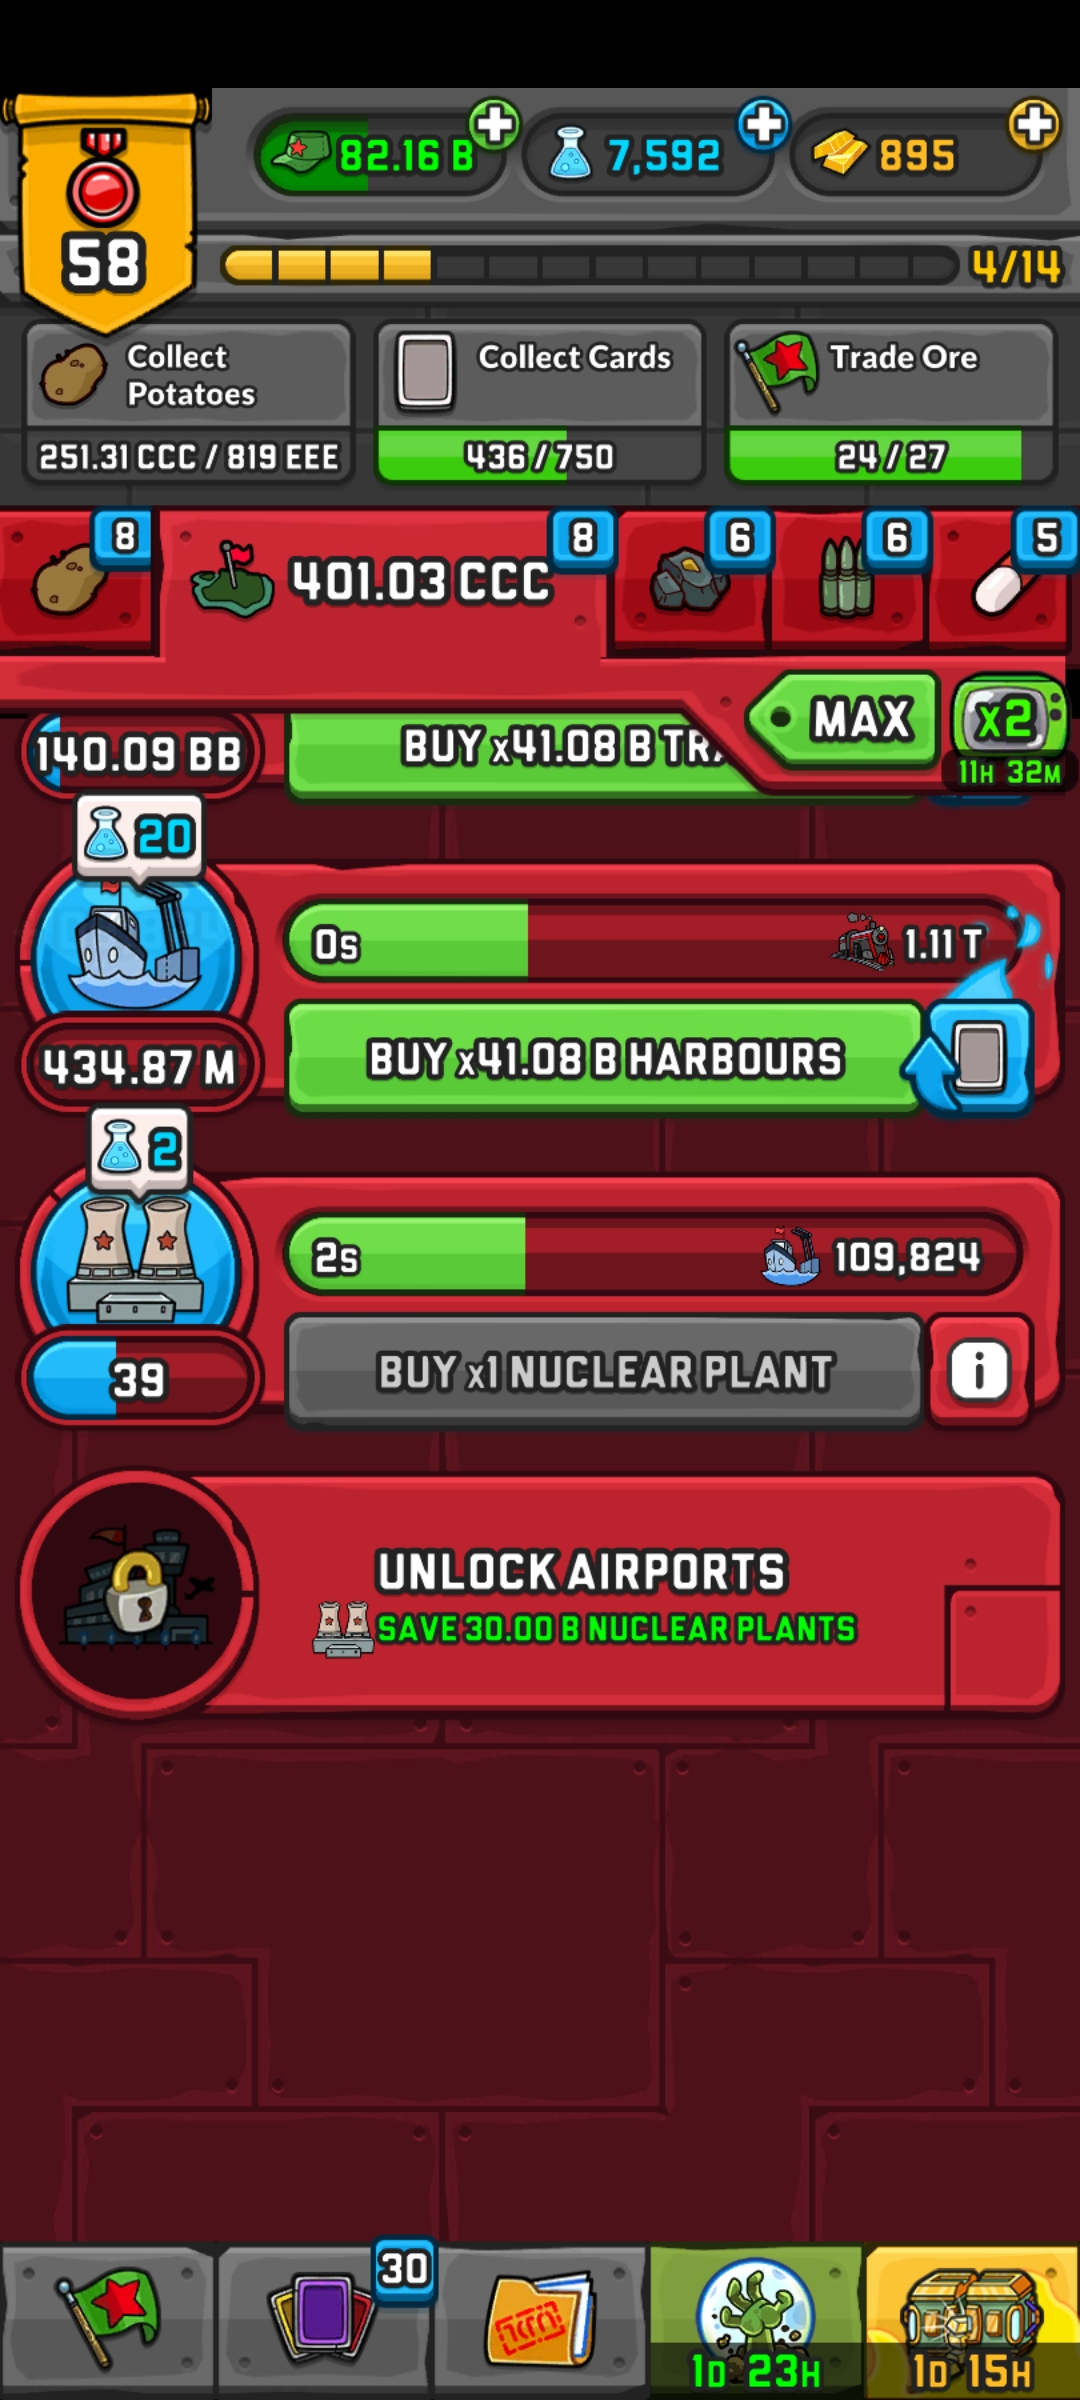 82.16 B
7,592
895
58
4/14
Collect Potatoes
251.31 CCC / 819 EEE
Collect Cards
436 / 750
Trade Ore
24 / 27
8
401.03 CCC
8
6
6
5
MAX
x2
11H 32M
140.09 BB
BUY x41.08 B TRA
20
0s
1.11 T
434.87 M
BUY x41.08 B HARBOURS
2
2s
109,824
39
BUY x1 NUCLEAR PLANT
i
UNLOCK AIRPORTS
SAVE 30.00 B NUCLEAR PLANTS
30
1D 23H
1D 15H